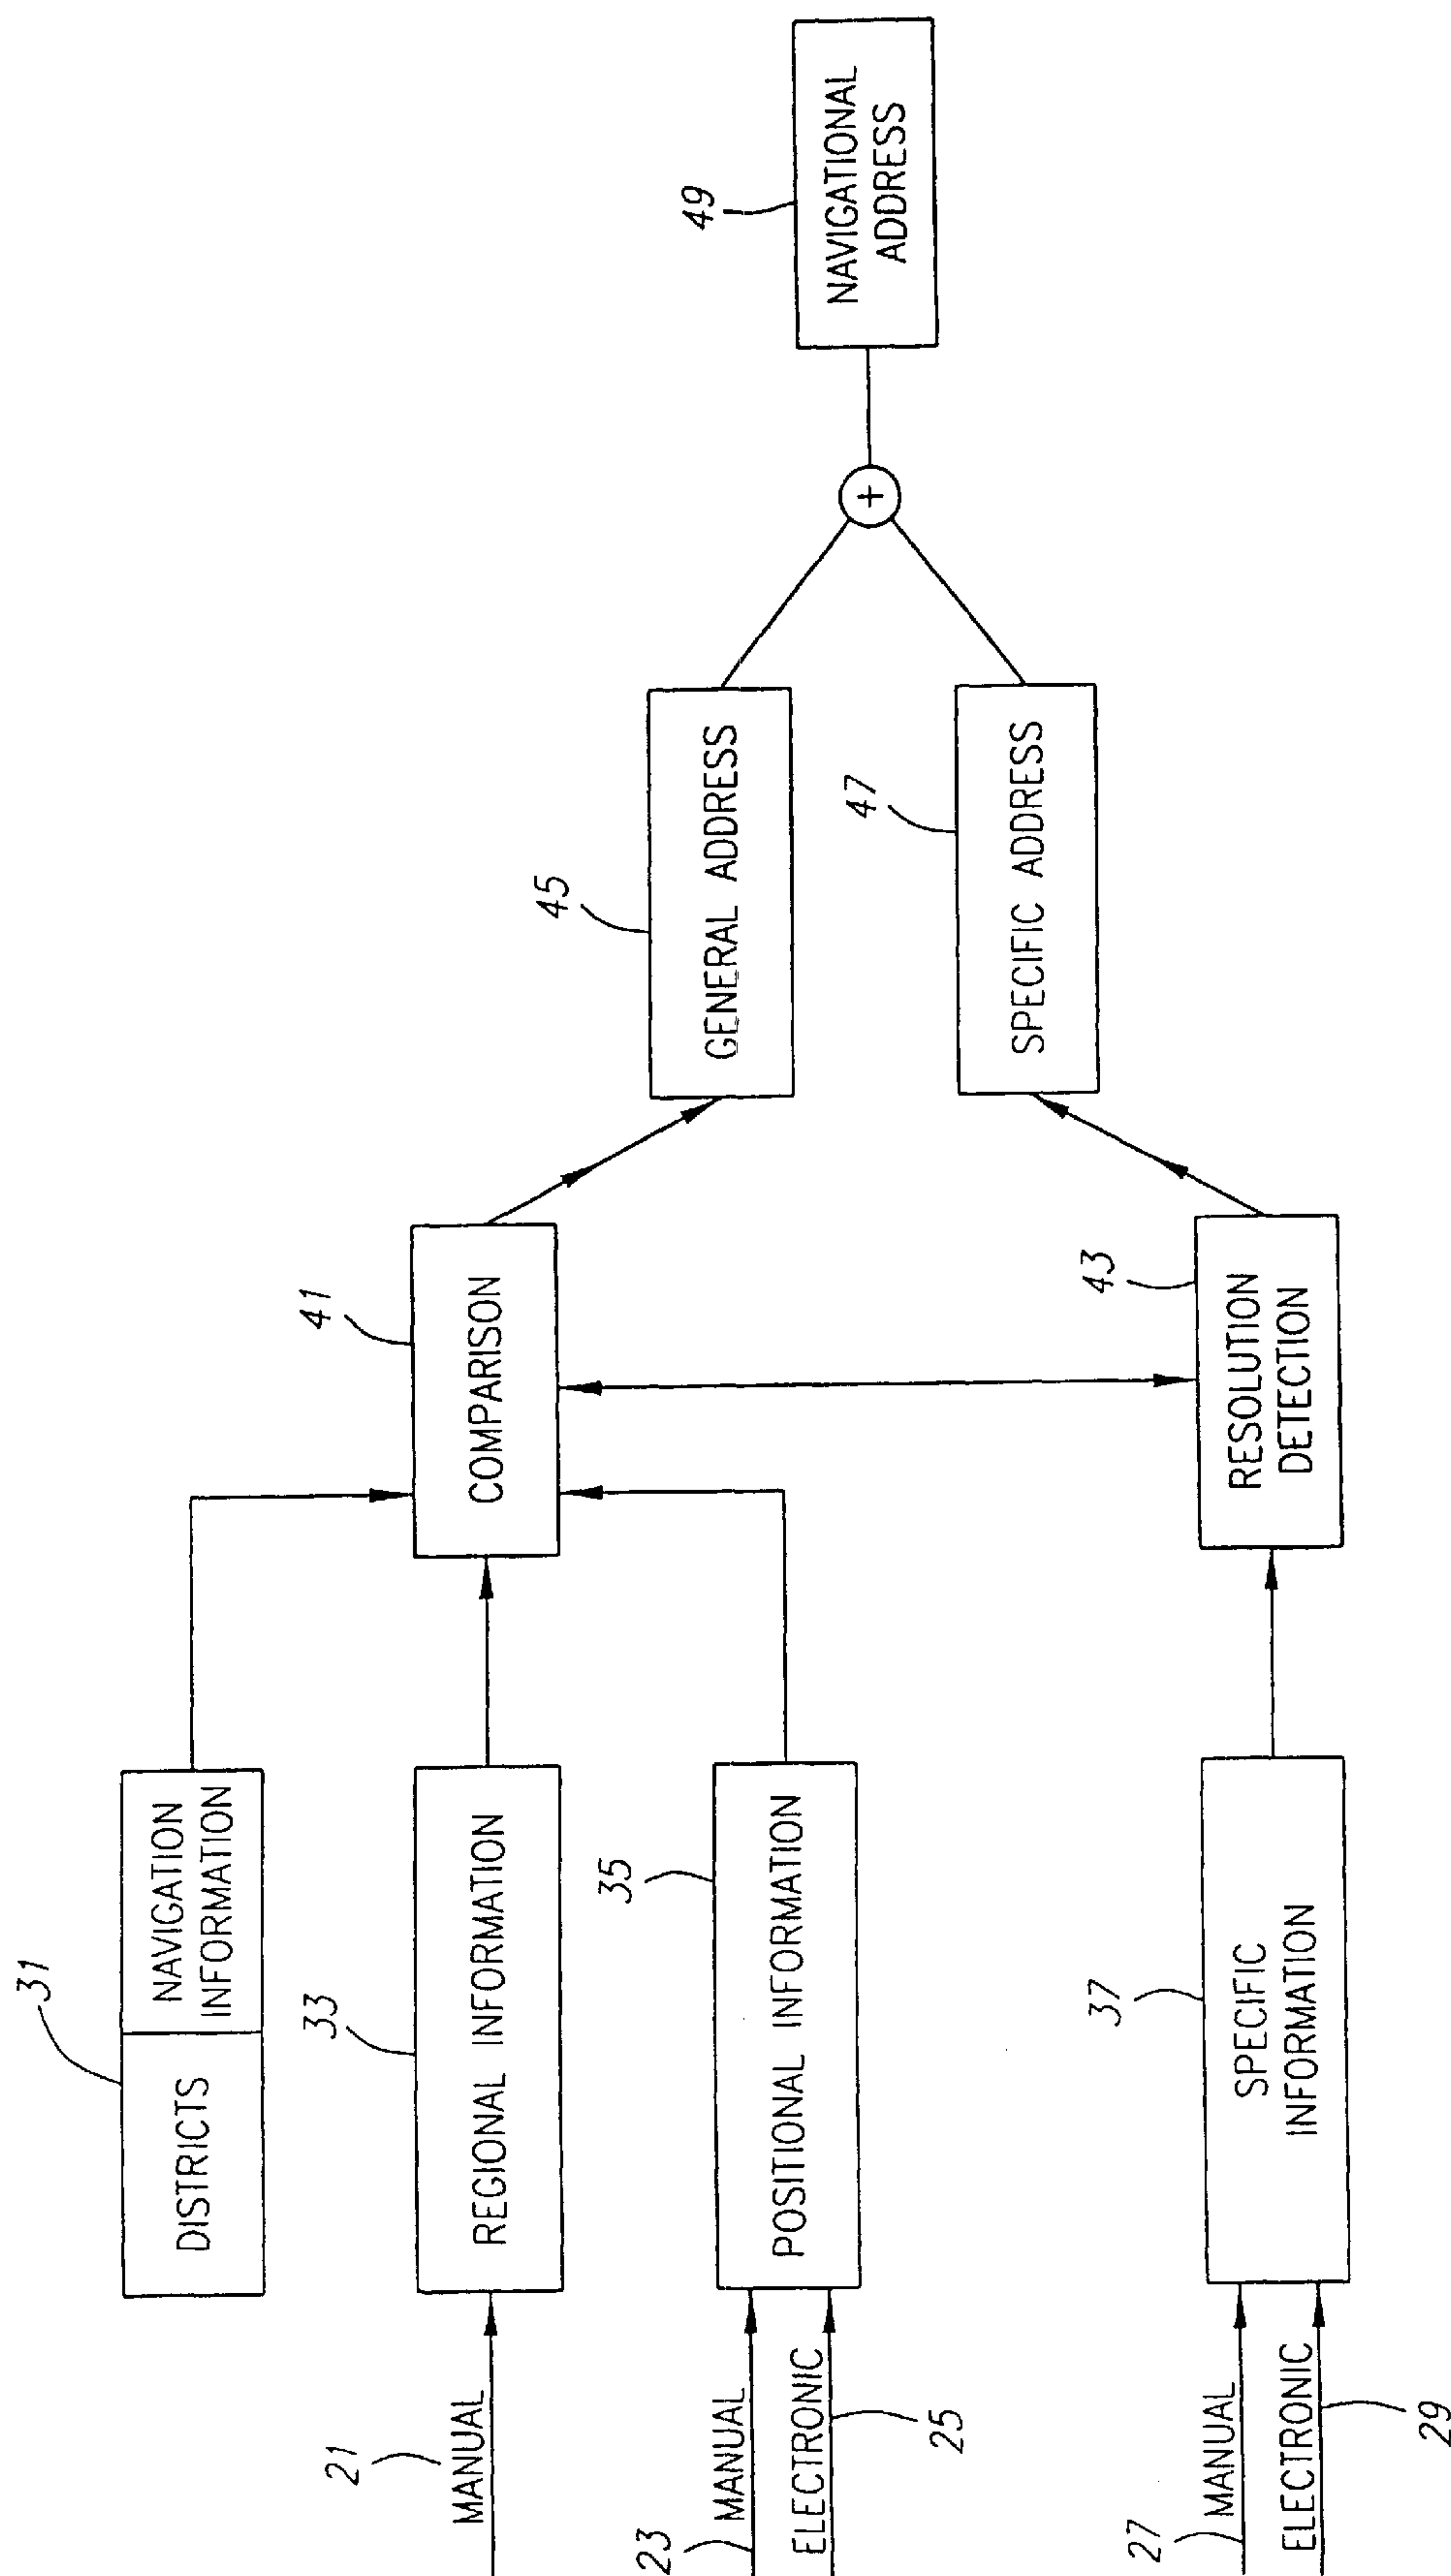 31
DISTRICTS
NAVIGATION
INFORMATION
21
MANUAL
33
REGIONAL INFORMATION
41
COMPARISON
23
MANUAL
ELECTRONIC
25
35
POSITIONAL INFORMATION
45
GENERAL ADDRESS
47
SPECIFIC ADDRESS
+
49
NAVIGATIONAL
ADDRESS
27
MANUAL
ELECTRONIC
29
37
SPECIFIC
INFORMATION
43
RESOLUTION
DETECTION